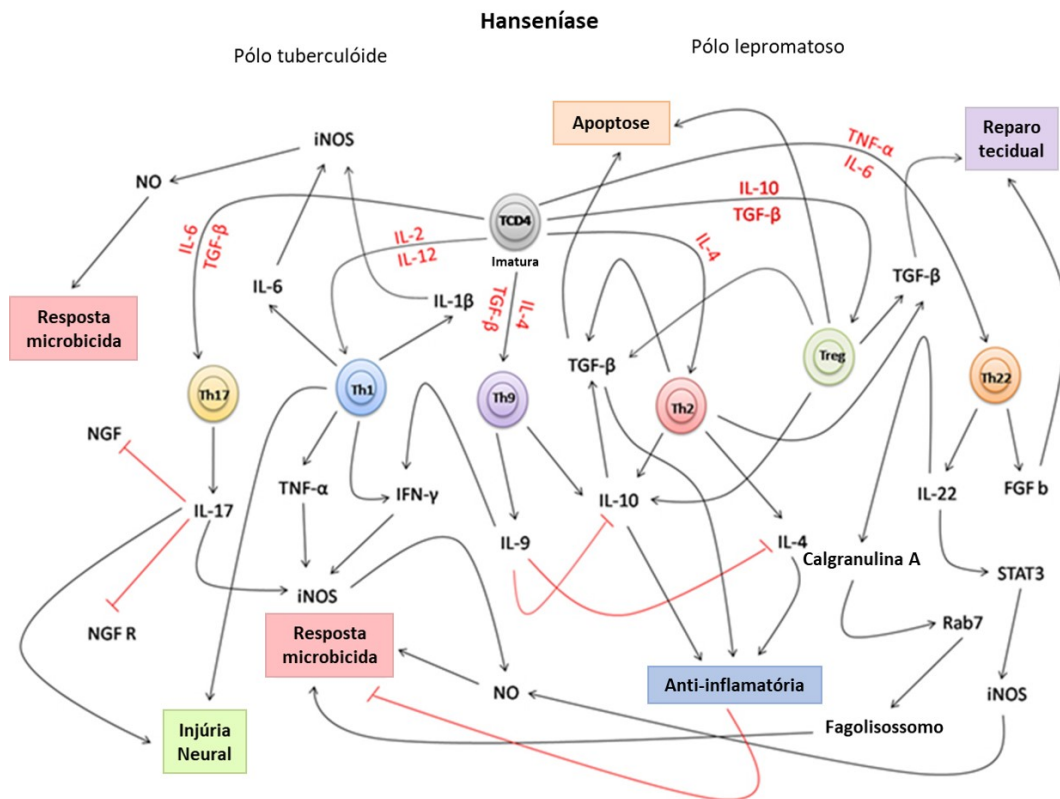 Hanseníase
Pólo tuberculóide
Pólo lepromatoso
Apoptose
Reparo
tecidual
iNOS
NO
TNF-α
IL-6
TCD4
Imatura
IL-10
TGF-β
IL-6
TGF-β
IL-2
IL-12
IL-4
IL-6
IL-1β
TGF-β
IL-4
TGF-β
TGF-β
Resposta
microbicida
Th17
Th1
Th9
Th2
Treg
Th22
NGF
IL-17
TNF-α
IFN-γ
IL-10
IL-22
FGF b
IL-9
IL-4
Calgranulina A
STAT3
iNOS
NGF R
Resposta
microbicida
Rab7
NO
Anti-inflamatória
iNOS
Injúria
Neural
Fagolisossomo